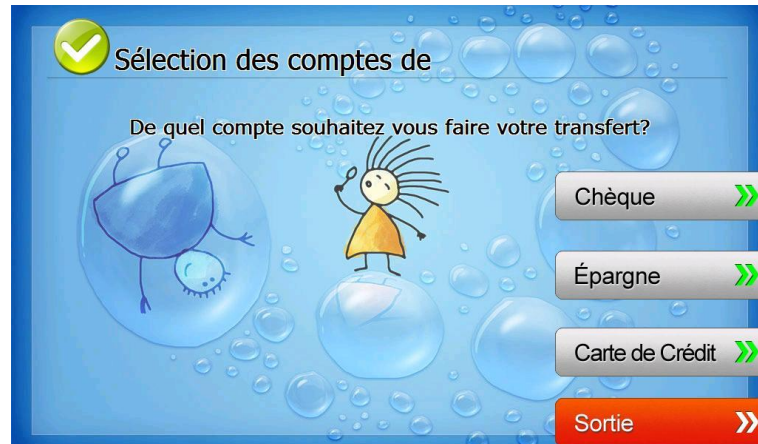 Sélection des comptes de
De quel compte souhaitez vous faire votre transfert?
Chèque
Épargne
Carte de Crédit
Sortie